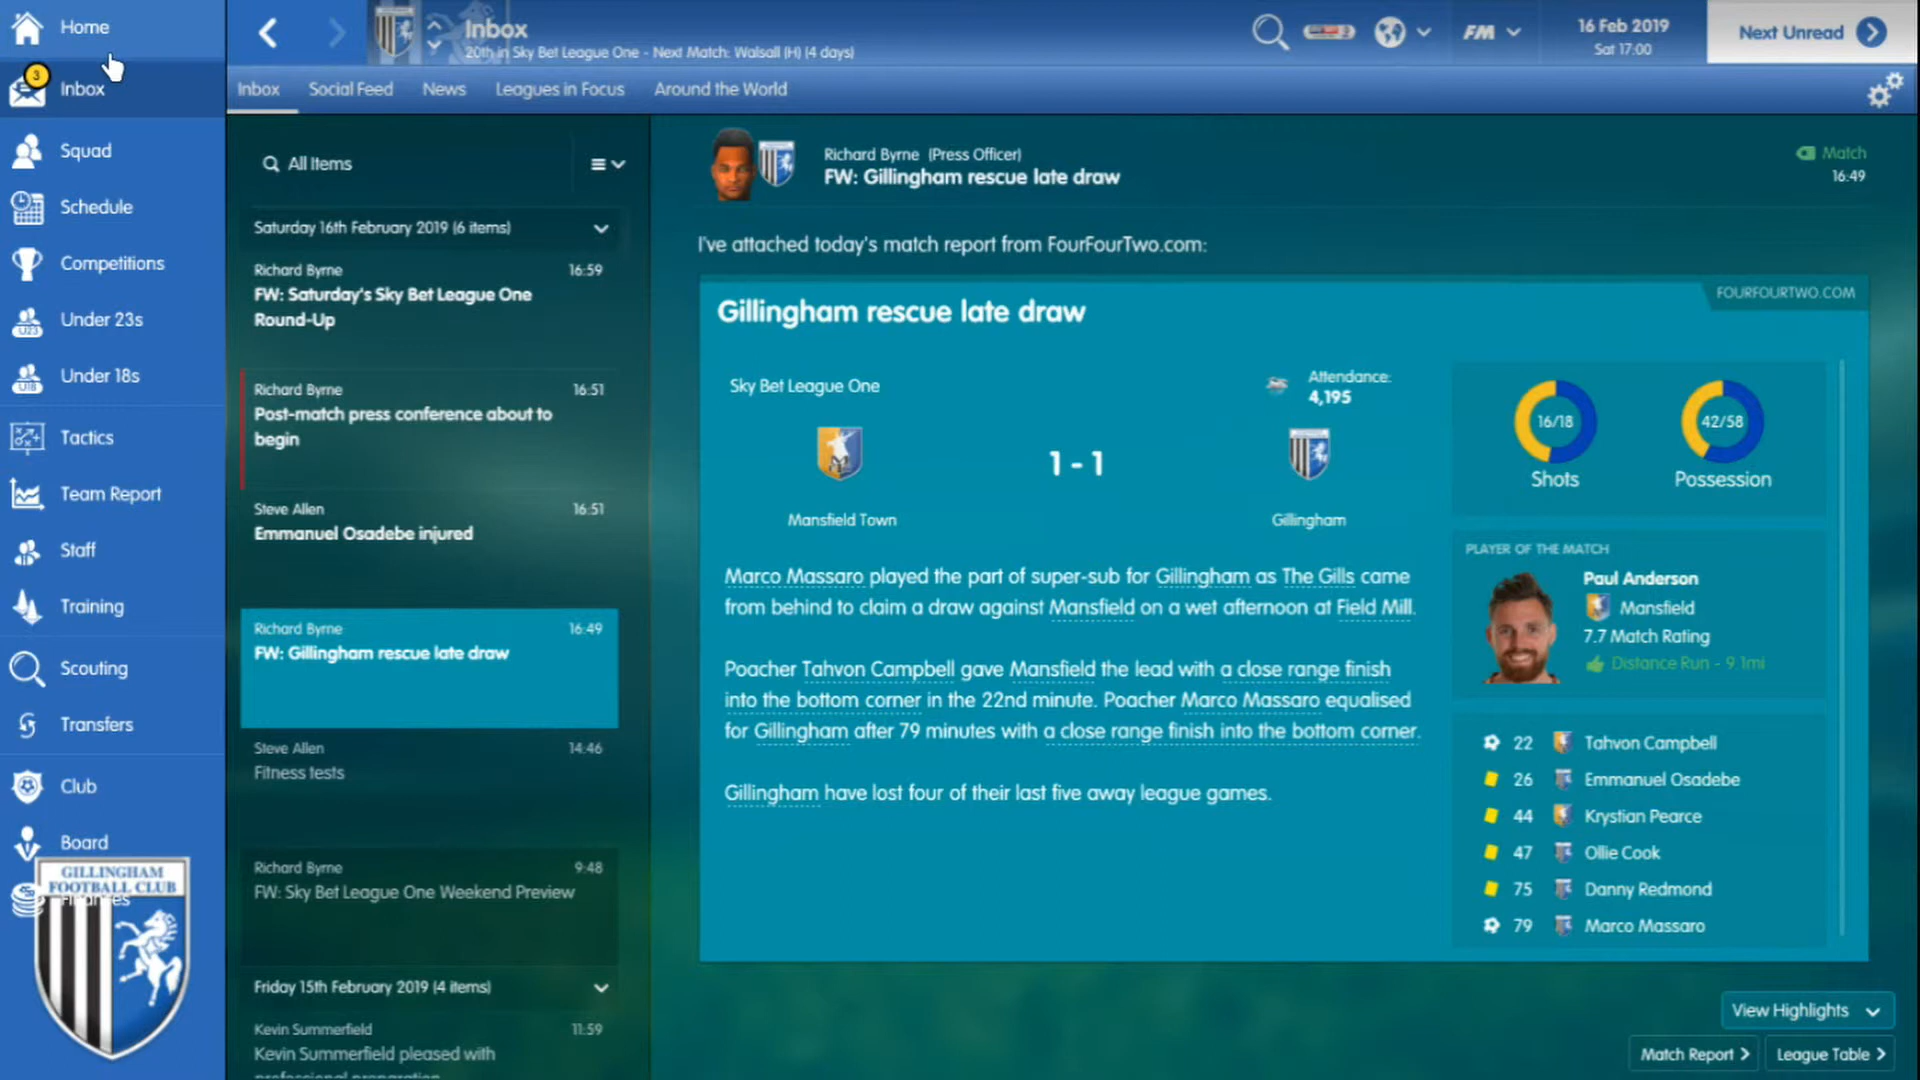 Home
3
Inbox
Squad
Schedule
Competitions
U23
Under 23s
U18
Under 18s
Tactics
Team Report
Staff
Training
Scouting
Transfers
Club
Board
Finances
GILLINGHAM
FOOTBALL CLUB
Inbox
20th in Sky Bet League One - Next Match: Walsall (H) (4 days)
FM
16 Feb 2019
Sat 17:00
Next Unread
Inbox
Social Feed
News
Leagues in Focus
Around the World
All Items
Saturday 16th February 2019 (6 items)
Richard Byrne 16:59
FW: Saturday's Sky Bet League One
Round-Up
Richard Byrne 16:51
Post-match press conference about to
begin
Steve Allen 16:51
Emmanuel Osadebe injured
Richard Byrne 16:49
FW: Gillingham rescue late draw
Steve Allen 14:46
Fitness tests
Richard Byrne 9:48
FW: Sky Bet League One Weekend Preview
Friday 15th February 2019 (4 items)
Kevin Summerfield 11:59
Kevin Summerfield pleased with
professional preparation
Richard Byrne (Press Officer)
FW: Gillingham rescue late draw
Match
16:49
I've attached today's match report from FourFourTwo.com:
FOURFOURTWO.COM
Gillingham rescue late draw
Sky Bet League One
Attendance:
4,195
1 - 1
Mansfield Town
Gillingham
Marco Massaro played the part of super-sub for Gillingham as The Gills came
from behind to claim a draw against Mansfield on a wet afternoon at Field Mill.
Poacher Tahvon Campbell gave Mansfield the lead with a close range finish
into the bottom corner in the 22nd minute. Poacher Marco Massaro equalised
for Gillingham after 79 minutes with a close range finish into the bottom corner.
Gillingham have lost four of their last five away league games.
16/18
Shots
42/58
Possession
PLAYER OF THE MATCH
Paul Anderson
Mansfield
7.7 Match Rating
Distance Run - 9.1mi
22 Tahvon Campbell
26 Emmanuel Osadebe
44 Krystian Pearce
47 Ollie Cook
75 Danny Redmond
79 Marco Massaro
View Highlights
Match Report
League Table